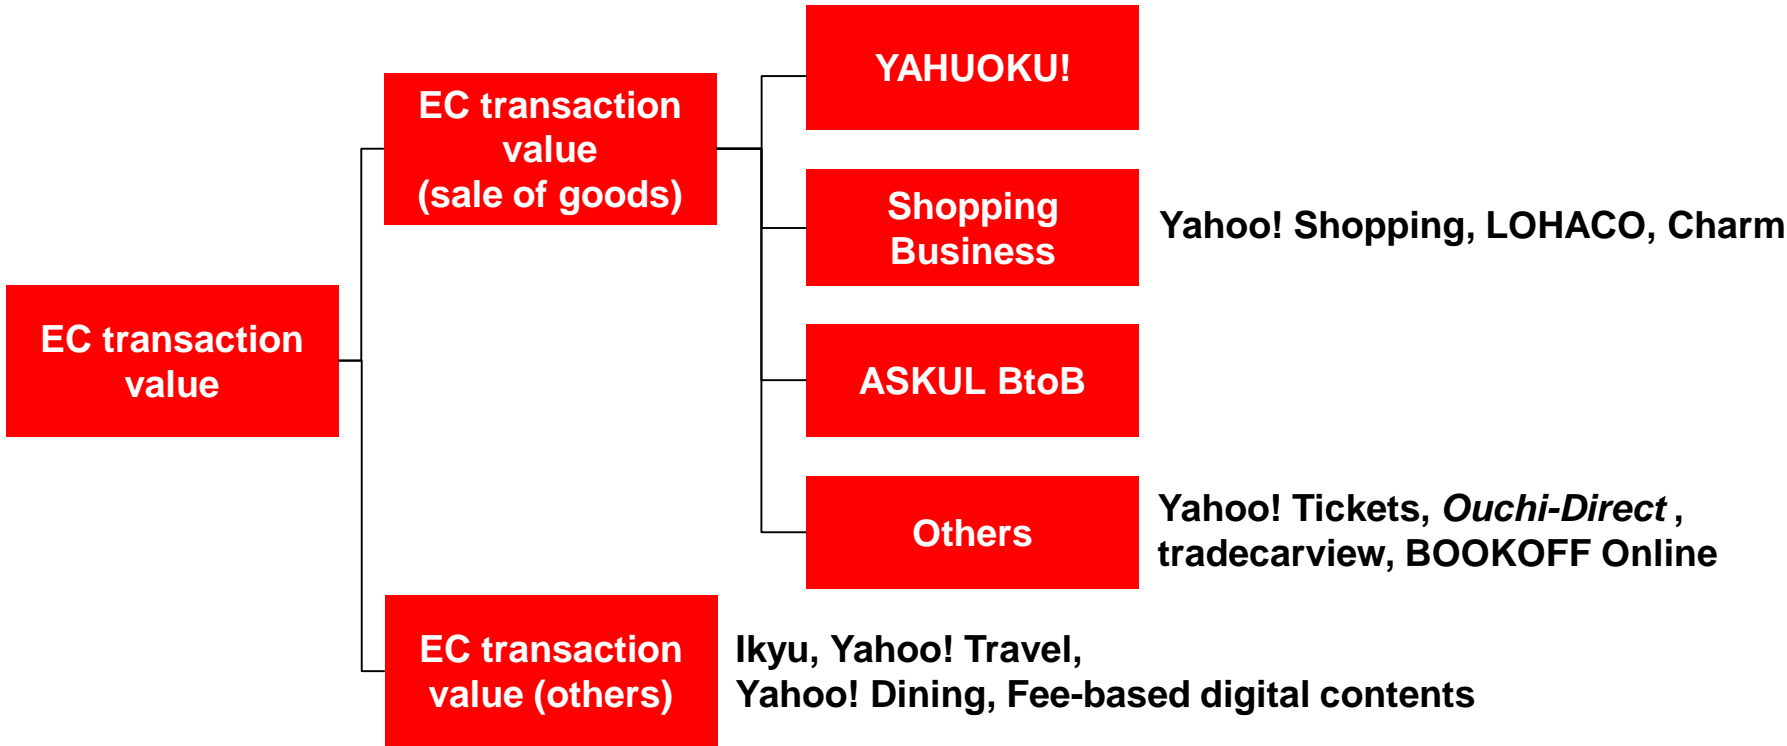 YAHUOKU!
EC transaction
value
(sale of goods)
Shopping
Business
Yahoo! Shopping, LOHACO, Charm
EC transaction
value
ASKUL BtoB
Others
Yahoo! Tickets, Ouchi-Direct ,
tradecarview, BOOKOFF Online
EC transaction
value (others)
Ikyu, Yahoo! Travel,
Yahoo! Dining, Fee-based digital contents